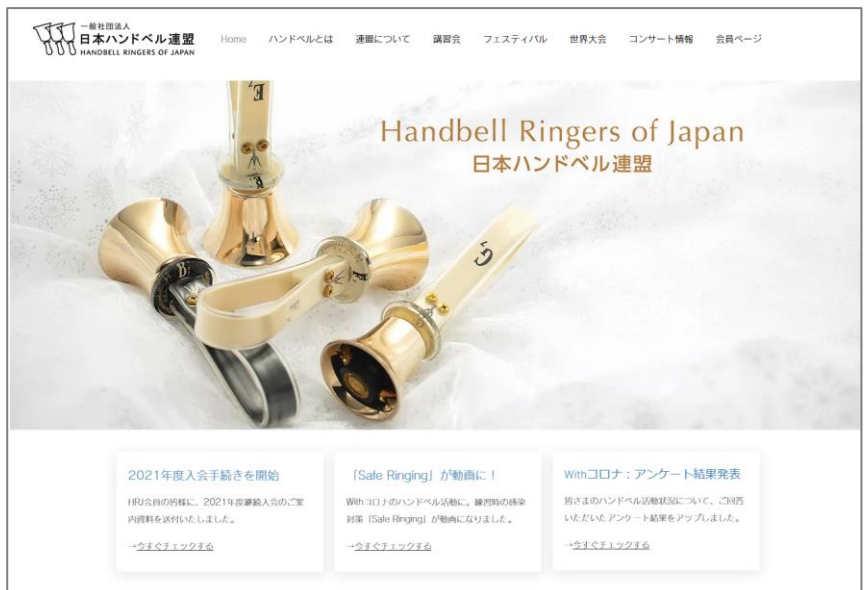 一般社団法人
日本ハンドベル連盟
HANDBELL RINGERS OF JAPAN
Home ハンドベルとは 連盟について 講習会 フェスティバル 世界大会 コンサート情報 会員ページ
E7
Handbell Ringers of Japan
日本ハンドベル連盟
G7
A
2021年度入会手続きを開始
HRJ会員の皆様に、2021年度継続入会のご案
内資料を送付いたしました。
→今すぐチェックする
「Safe Ringing」が動画に！
Withコロナのハンドベル活動に。練習時の感染
対策「Safe Ringing」が動画になりました。
→今すぐチェックする
Withコロナ：アンケート結果発表
皆さまのハンドベル活動状況について、ご回答
いただいたアンケート結果をアップしました。
→今すぐチェックする